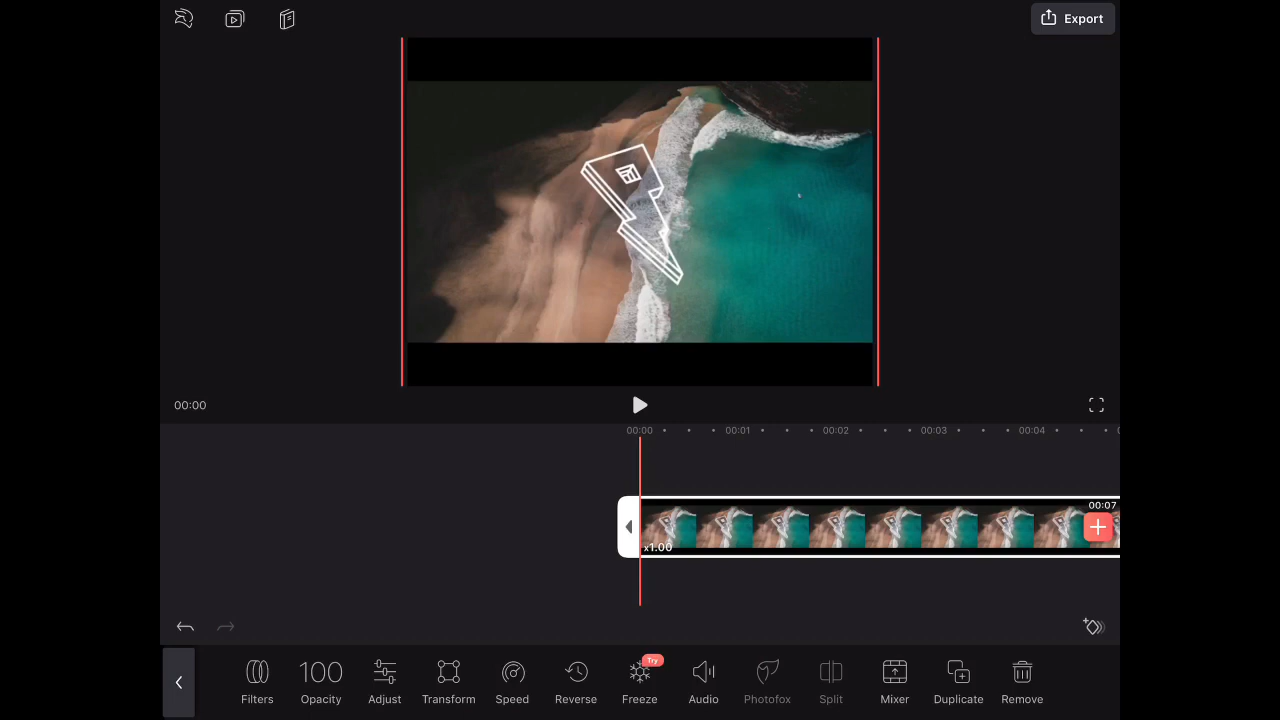 Export
00:00
00:00 00:01 00:02 00:03 00:04
00:07
x1.00
Try
100
Filters Opacity Adjust Transform Speed Reverse Freeze Audio Photofox Split Mixer Duplicate Remove